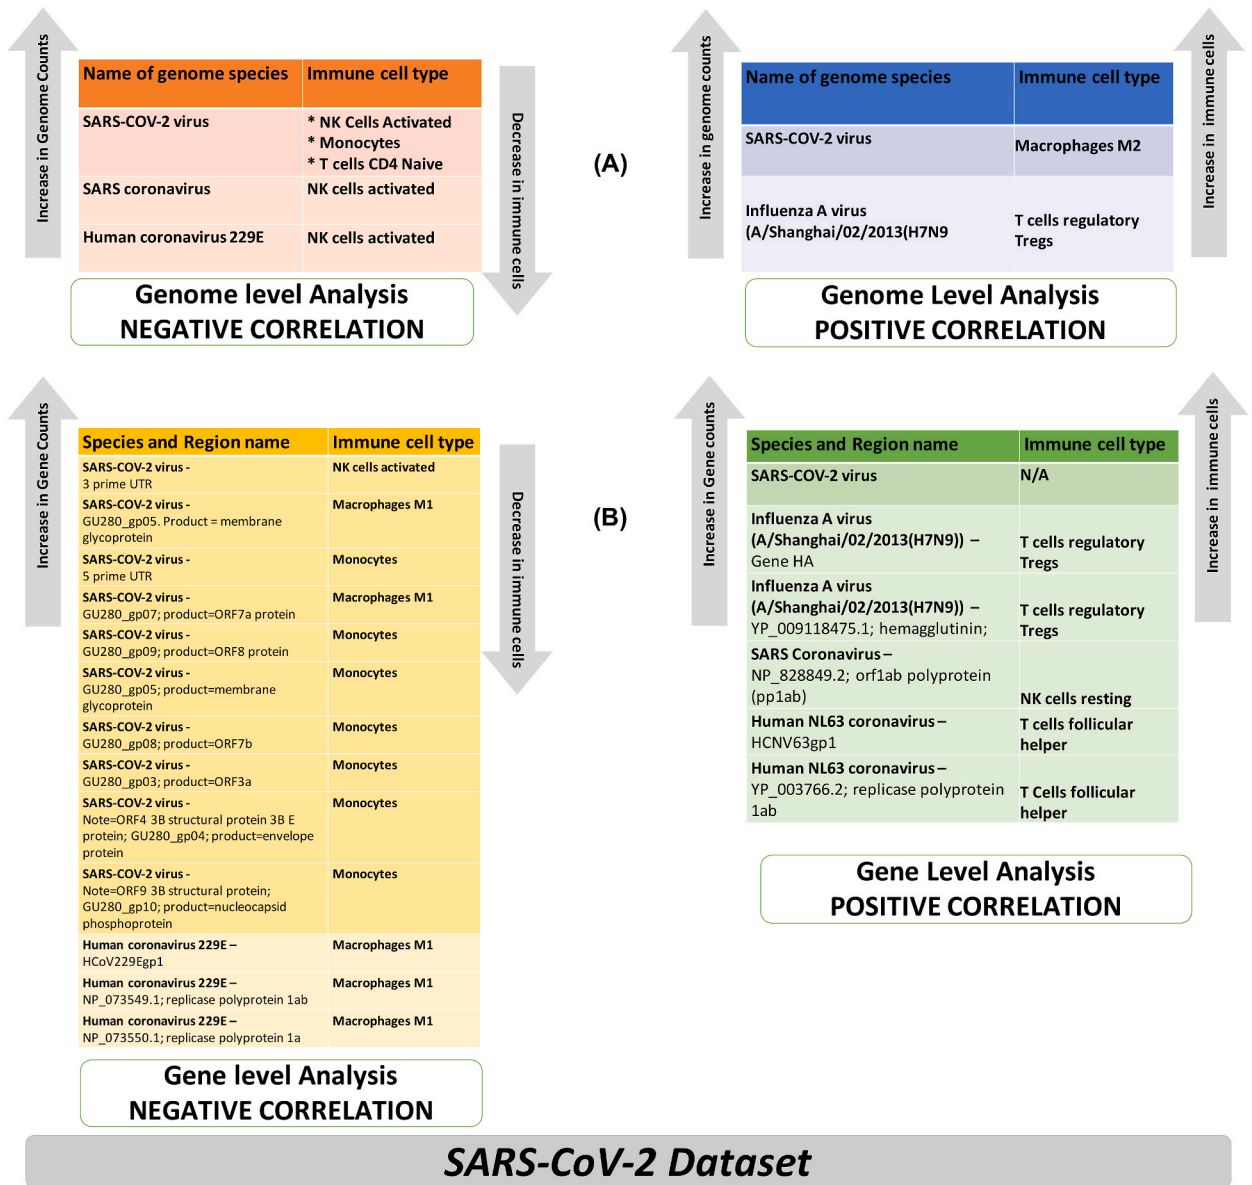 Increase in Genome Counts
Name of genome species
Immune cell type
SARS-COV-2 virus
* NK Cells Activated
* Monocytes
* T cells CD4 Naive
SARS coronavirus
NK cells activated
Human coronavirus 229E
NK cells activated
Decrease in immune cells
Genome level Analysis
NEGATIVE CORRELATION
(A)
Increase in genome counts
Name of genome species
Immune cell type
SARS-COV-2 virus
Macrophages M2
Influenza A virus
(A/Shanghai/02/2013(H7N9
T cells regulatory
Tregs
Increase in immune cells
Genome Level Analysis
POSITIVE CORRELATION
Increase in Gene Counts
Species and Region name
Immune cell type
SARS-COV-2 virus -
3 prime UTR
NK cells activated
SARS-COV-2 virus -
GU280_gp05. Product = membrane
glycoprotein
Macrophages M1
SARS-COV-2 virus -
5 prime UTR
Monocytes
SARS-COV-2 virus -
GU280_gp07; product=ORF7a protein
Macrophages M1
SARS-COV-2 virus -
GU280_gp09; product=ORF8 protein
Monocytes
SARS-COV-2 virus -
GU280_gp05; product=membrane
glycoprotein
Monocytes
SARS-COV-2 virus -
GU280_gp08; product=ORF7b
Monocytes
SARS-COV-2 virus -
GU280_gp03; product=ORF3a
Monocytes
SARS-COV-2 virus -
Note=ORF4 3B structural protein 3B E
protein; GU280_gp04; product=envelope
protein
Monocytes
SARS-COV-2 virus -
Note=ORF9 3B structural protein;
GU280_gp10; product=nucleocapsid
phosphoprotein
Monocytes
Human coronavirus 229E –
HCoV229Egp1
Macrophages M1
Human coronavirus 229E –
NP_073549.1; replicase polyprotein 1ab
Macrophages M1
Human coronavirus 229E –
NP_073550.1; replicase polyprotein 1a
Macrophages M1
Decrease in immune cells
Gene level Analysis
NEGATIVE CORRELATION
(B)
Increase in Gene counts
Species and Region name
Immune cell type
SARS-COV-2 virus
N/A
Influenza A virus
(A/Shanghai/02/2013(H7N9)) –
Gene HA
T cells regulatory
Tregs
Influenza A virus
(A/Shanghai/02/2013(H7N9)) –
YP_009118475.1; hemagglutinin;
T cells regulatory
Tregs
SARS Coronavirus –
NP_828849.2; orf1ab polyprotein
(pp1ab)
NK cells resting
Human NL63 coronavirus –
HCNV63gp1
T cells follicular
helper
Human NL63 coronavirus –
YP_003766.2; replicase polyprotein
1ab
T Cells follicular
helper
Increase in immune cells
Gene Level Analysis
POSITIVE CORRELATION
SARS-CoV-2 Dataset